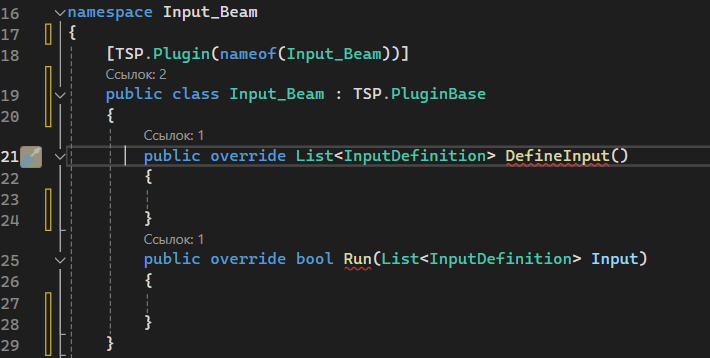 16 namespace Input_Beam
17 {
18 [TSP.Plugin(nameof(Input_Beam))]
Ссылок: 2
19 public class Input_Beam : TSP.PluginBase
20 {
Ссылок: 1
21 public override List<InputDefinition> DefineInput()
22 {
23
24 }
Ссылок: 1
25 public override bool Run(List<InputDefinition> Input)
26 {
27
28 }
29 }